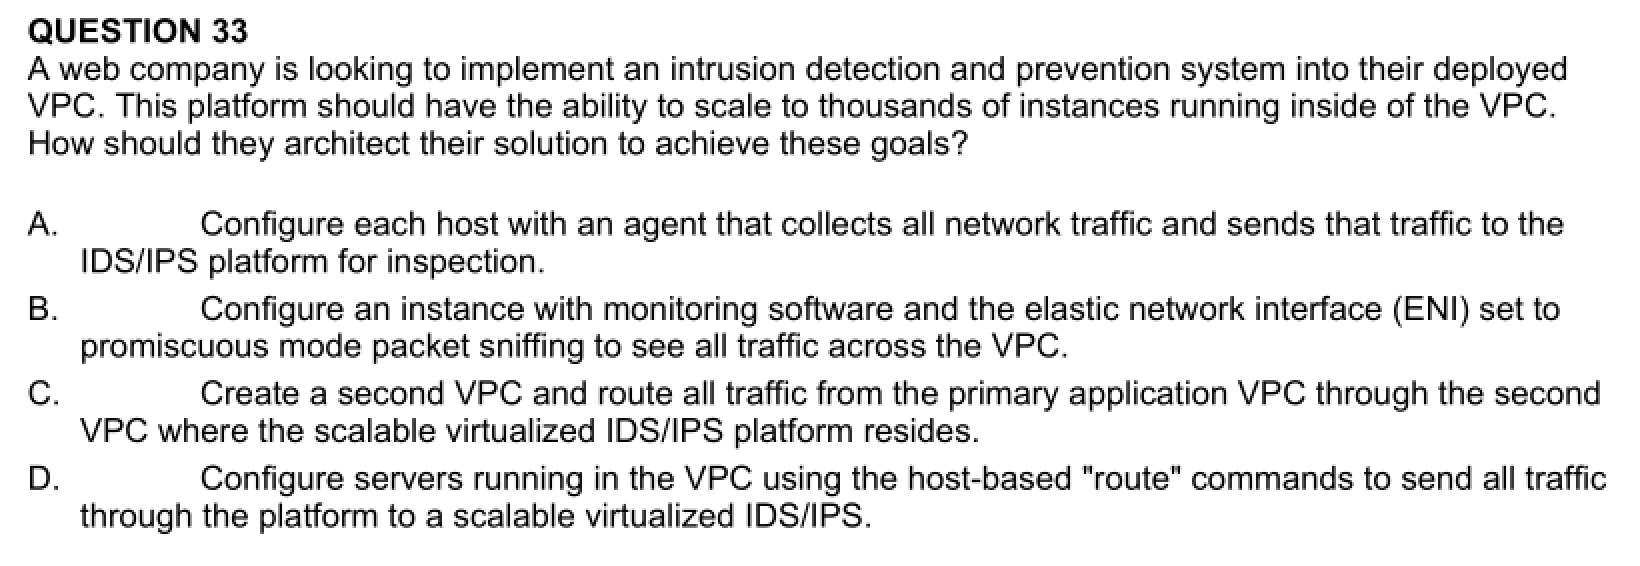 QUESTION 33
A web company is looking to implement an intrusion detection and prevention system into their deployed
VPC. This platform should have the ability to scale to thousands of instances running inside of the VPC.
How should they architect their solution to achieve these goals?
A. Configure each host with an agent that collects all network traffic and sends that traffic to the
IDS/IPS platform for inspection.
B. Configure an instance with monitoring software and the elastic network interface (ENI) set to
promiscuous mode packet sniffing to see all traffic across the VPC.
C. Create a second VPC and route all traffic from the primary application VPC through the second
VPC where the scalable virtualized IDS/IPS platform resides.
D. Configure servers running in the VPC using the host-based "route" commands to send all traffic
through the platform to a scalable virtualized IDS/IPS.